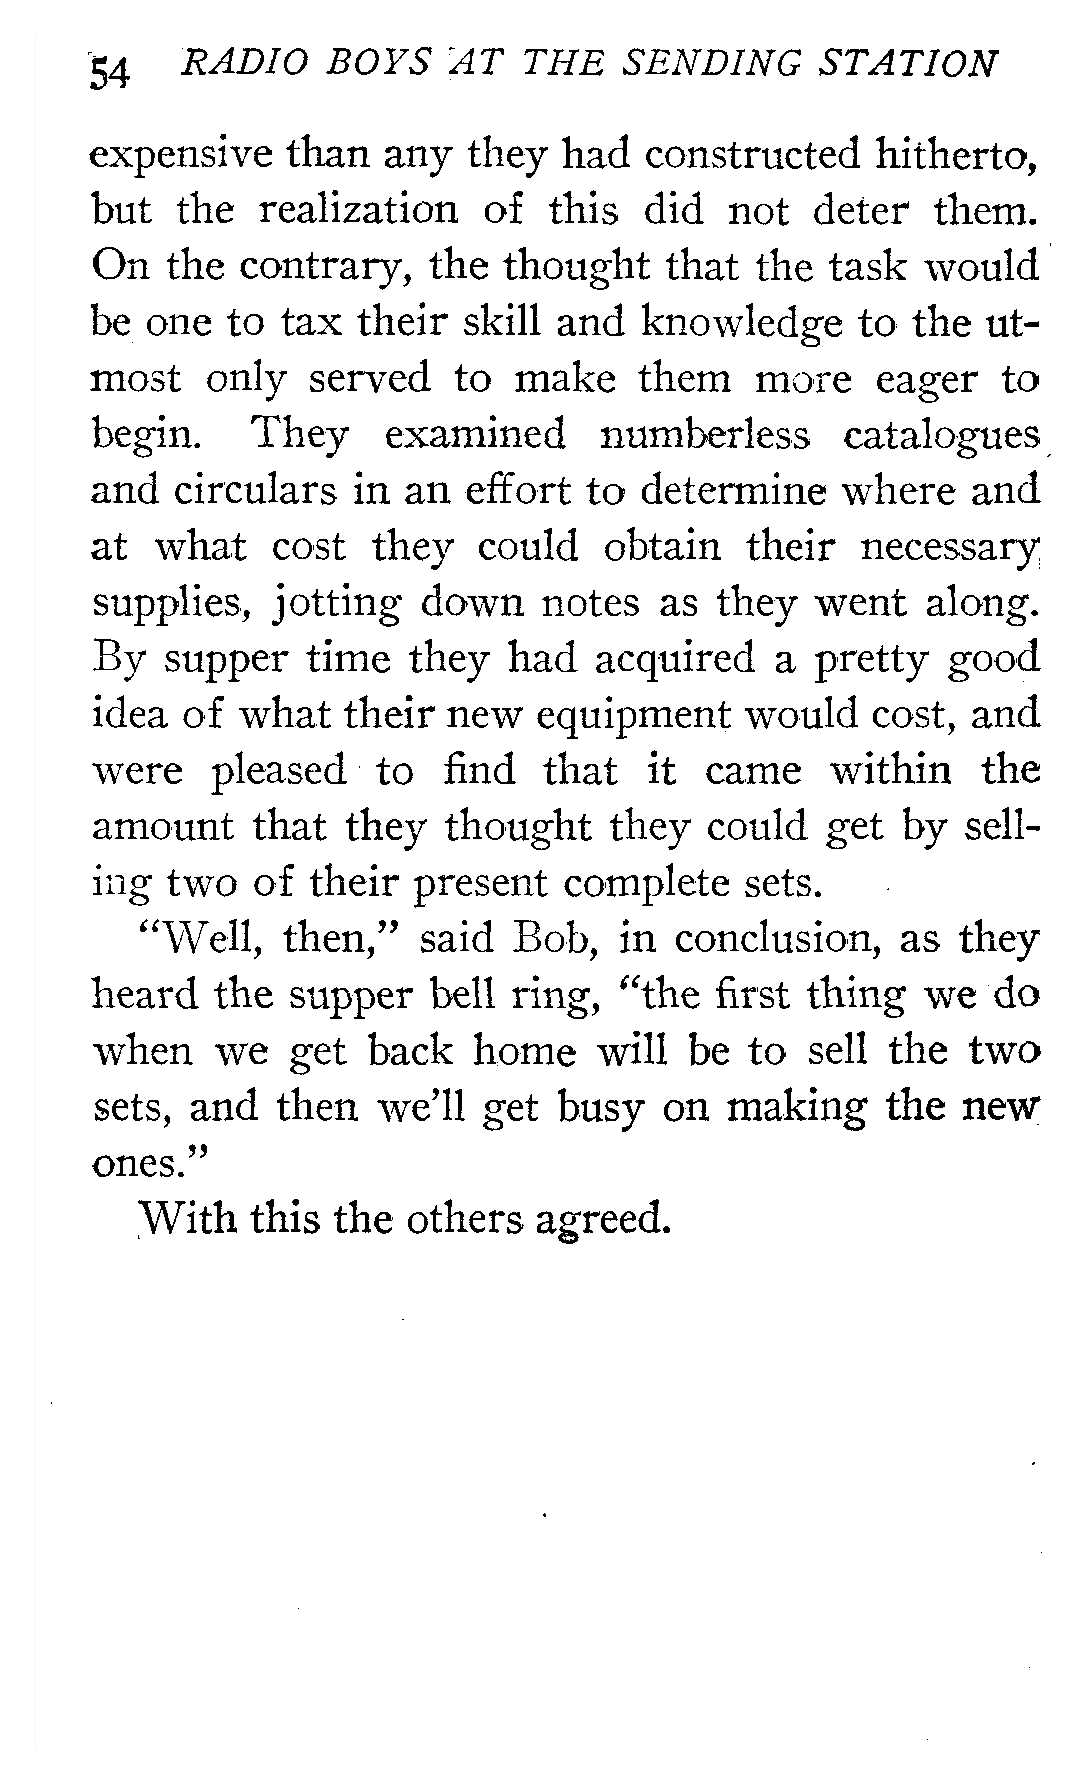 54 RADIO BOYS AT THE SENDING STATION
expensive than any they had constructed hitherto,
but the realization of this did not deter them.
On the contrary, the thought that the task would
be one to tax their skill and knowledge to the ut-
most only served to make them more eager to
begin. They examined numberless catalogues
and circulars in an effort to determine where and
at what cost they could obtain their necessary
supplies, jotting down notes as they went along.
By supper time they had acquired a pretty good
idea of what their new equipment would cost, and
were pleased to find that it came within the
amount that they thought they could get by sell-
ing two of their present complete sets.
“Well, then,” said Bob, in conclusion, as they
heard the supper bell ring, “the first thing we do
when we get back home will be to sell the two
sets, and then we’ll get busy on making the new
ones.”
With this the others agreed.